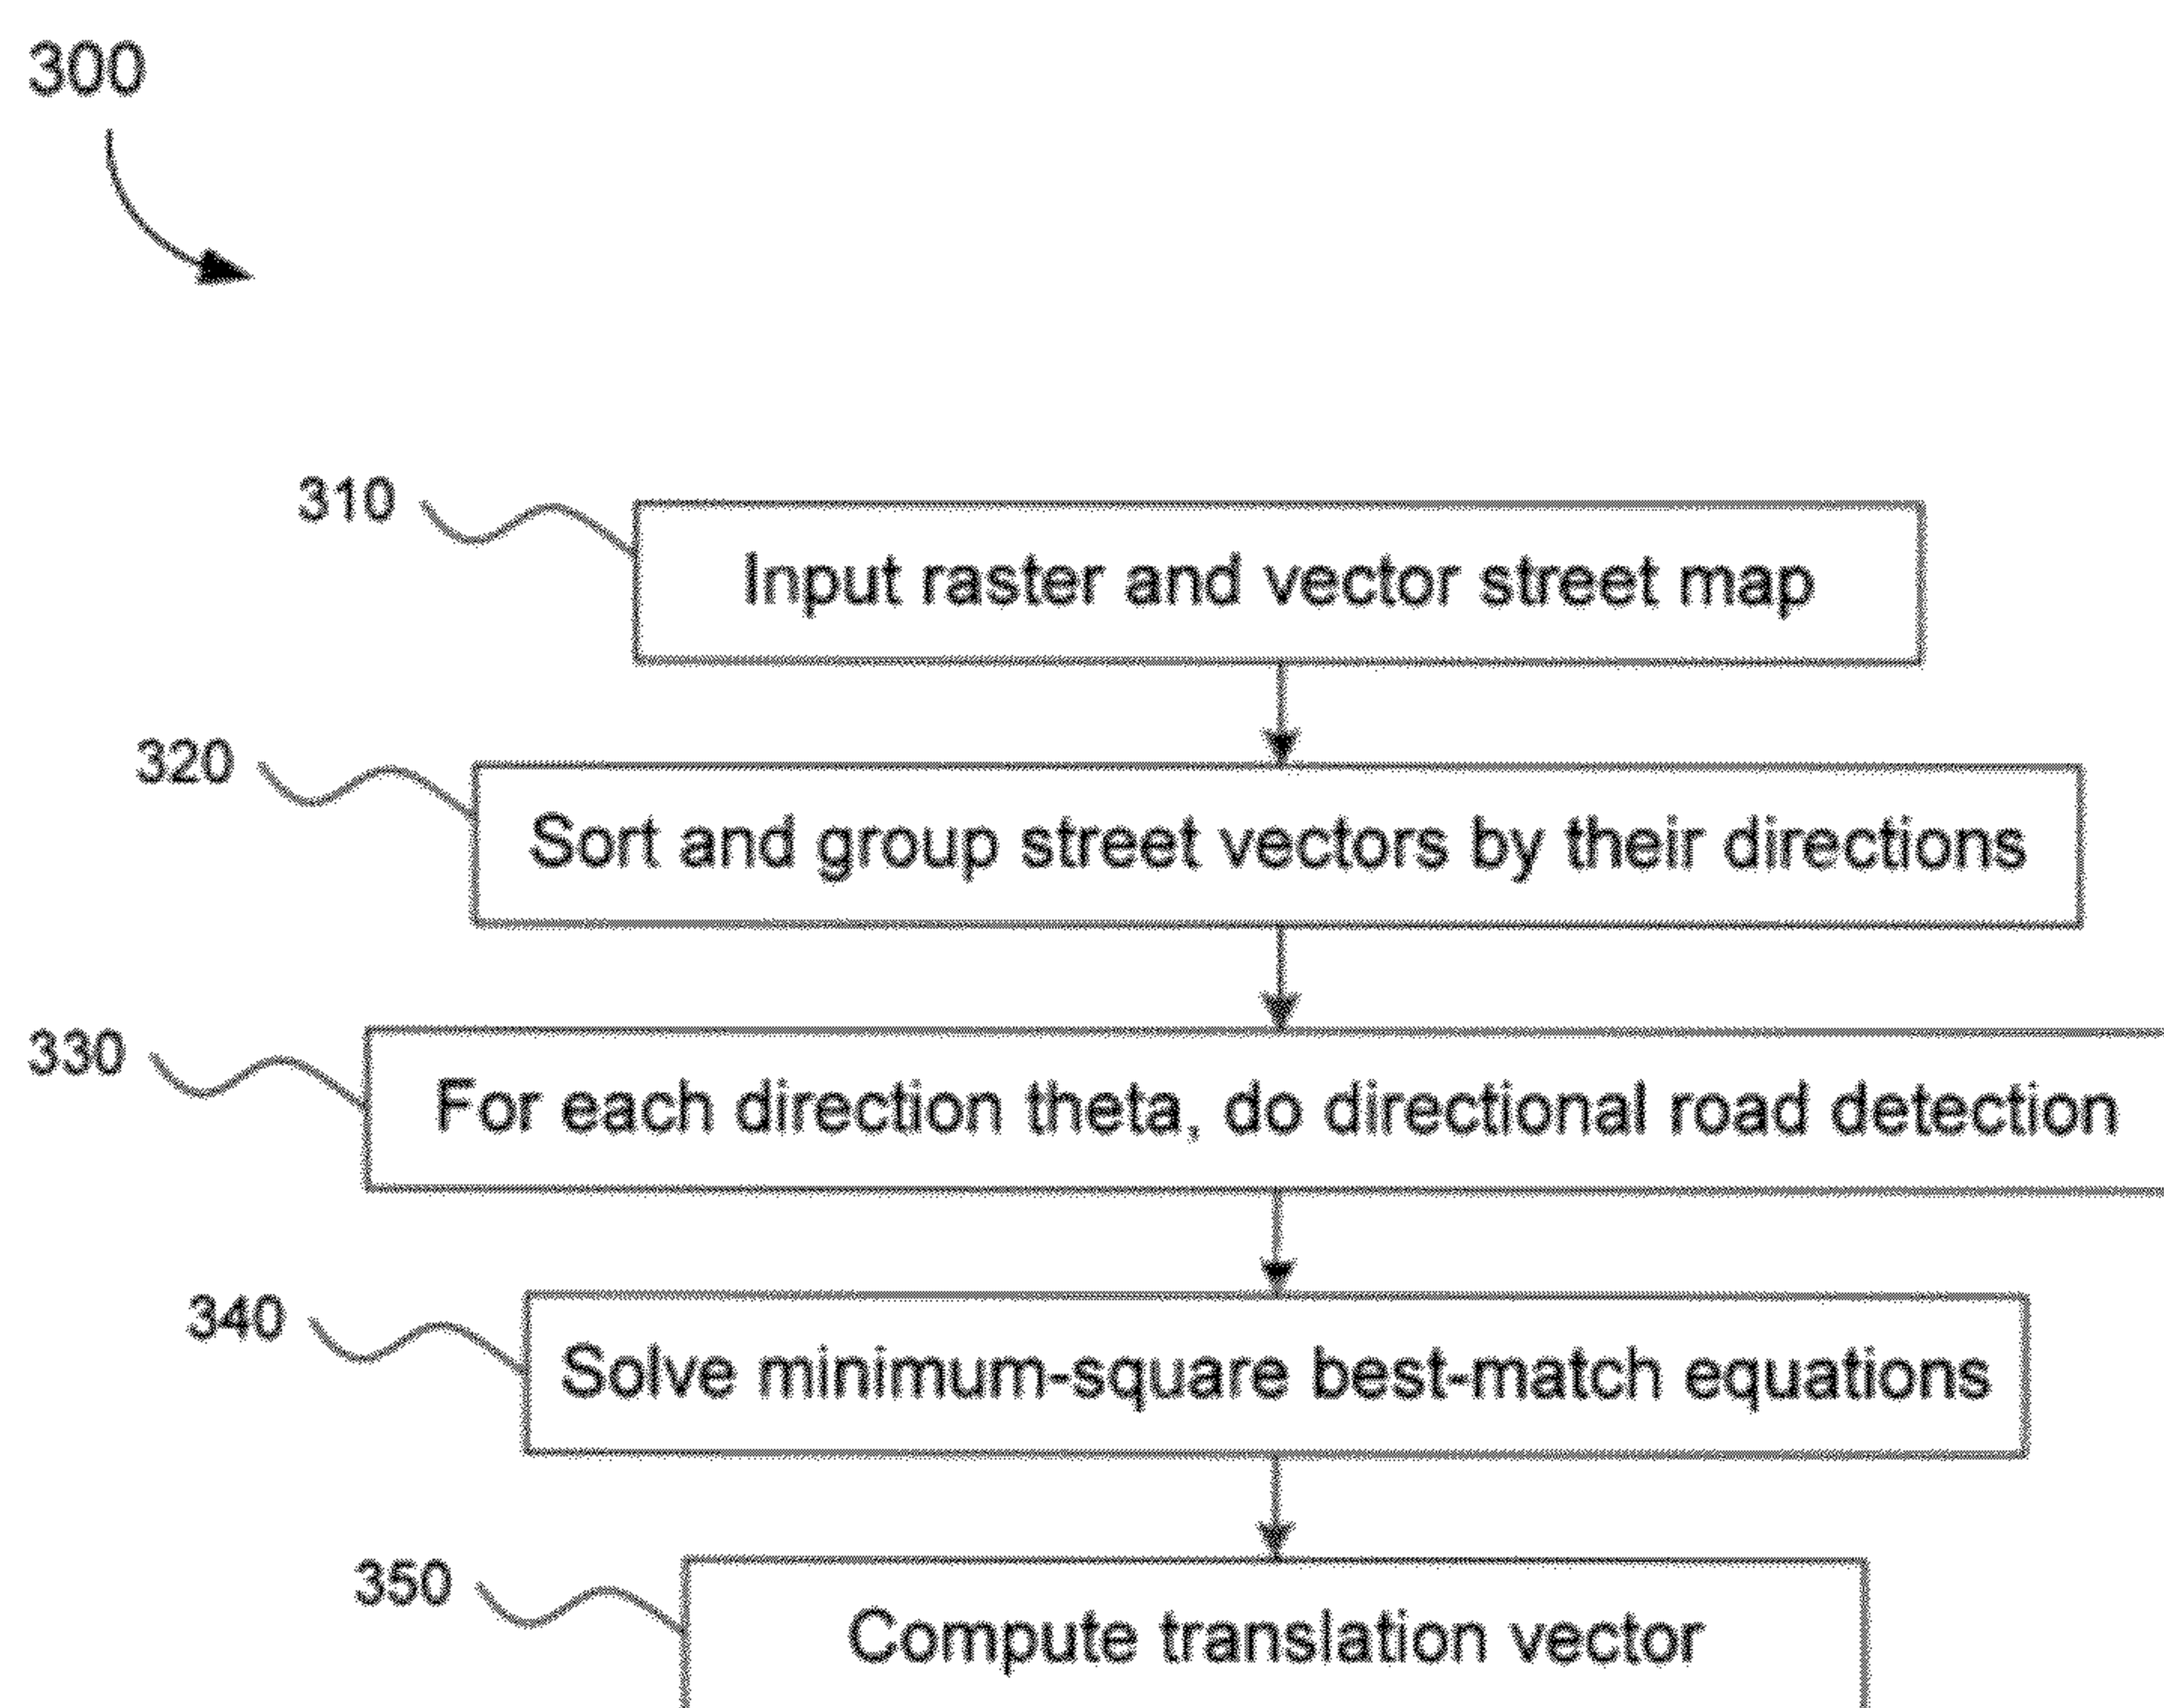 300
310
Input raster and vector street map
320
Sort and group street vectors by their directions
330
For each direction theta, do directional road detection
340
Solve minimum-square best-match equations
350
Compute translation vector